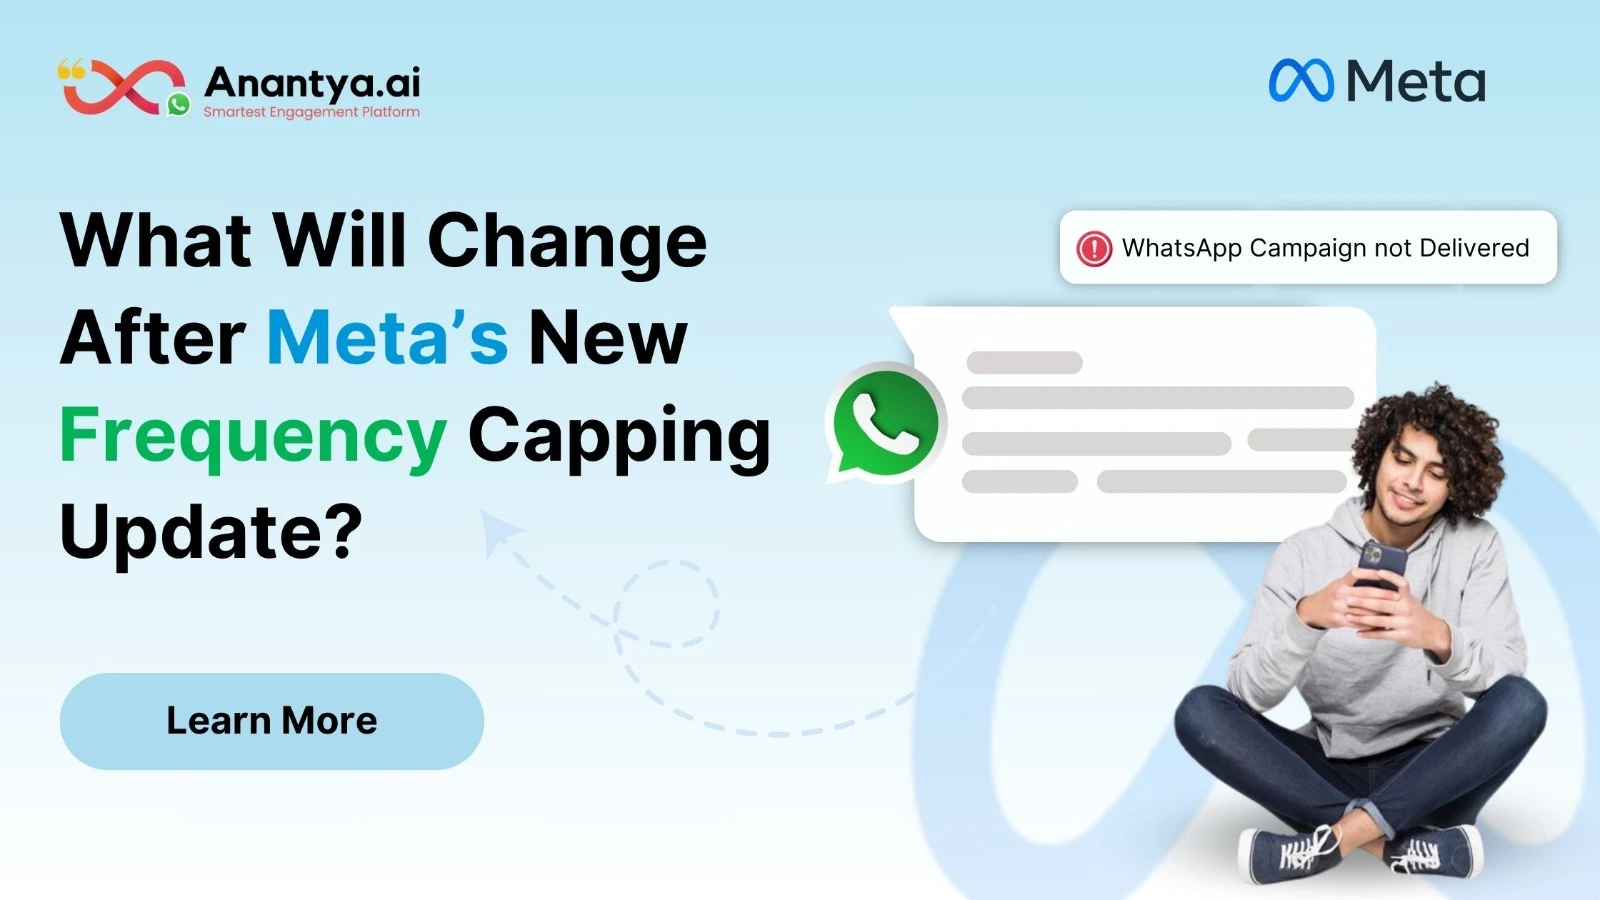 Anantya.ai
Smartest Engagement Platform
Meta
What Will Change
After Meta’s New
Frequency Capping
Update?
WhatsApp Campaign not Delivered
Learn More